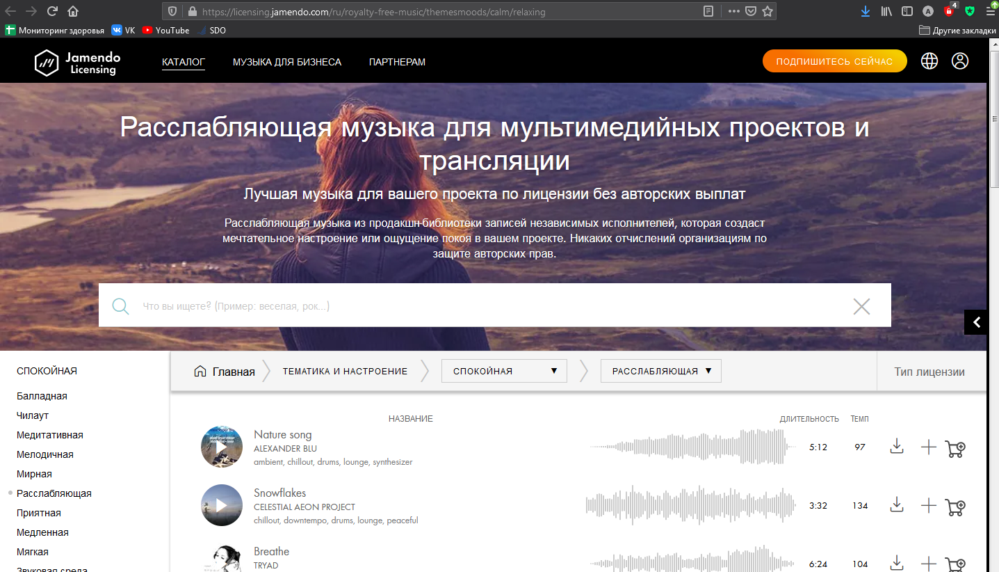 https://licensing.jamendo.com/ru/royalty-free-music/themesmoods/calm/relaxing
A
4
Мониторинг здоровья
VK
YouTube
SDO
Другие закладки
Jamendo
Licensing
КАТАЛОГ
МУЗЫКА ДЛЯ БИЗНЕСА
ПАРТНЕРАМ
ПОДПИШИТЕСЬ СЕЙЧАС
Расслабляющая музыка для мультимедийных проектов и
трансляции
Лучшая музыка для вашего проекта по лицензии без авторских выплат
Расслабляющая музыка из продакшн-библиотеки записей независимых исполнителей, которая создаст
мечтательное настроение или ощущение покоя в вашем проекте. Никаких отчислений организациям по
защите авторских прав.
Что вы ищете? (Пример: веселая, рок...)
СПОКОЙНАЯ
Балладная
Чилаут
Медитативная
Мелодичная
Мирная
Расслабляющая
Приятная
Медленная
Мягкая
Звуковая среда
Главная
ТЕМАТИКА И НАСТРОЕНИЕ
СПОКОЙНАЯ
РАССЛАБЛЯЮЩАЯ
Тип лицензии
НАЗВАНИЕ
ДЛИТЕЛЬНОСТЬ
Темп
Nature song
ALEXANDER BLU
ambient, chillout, drums, lounge, synthesizer
5:12
97
Snowflakes
CELESTIAL AEON PROJECT
chillout, downtempo, drums, lounge, peaceful
3:32
134
Breathe
TRYAD
6:24
104